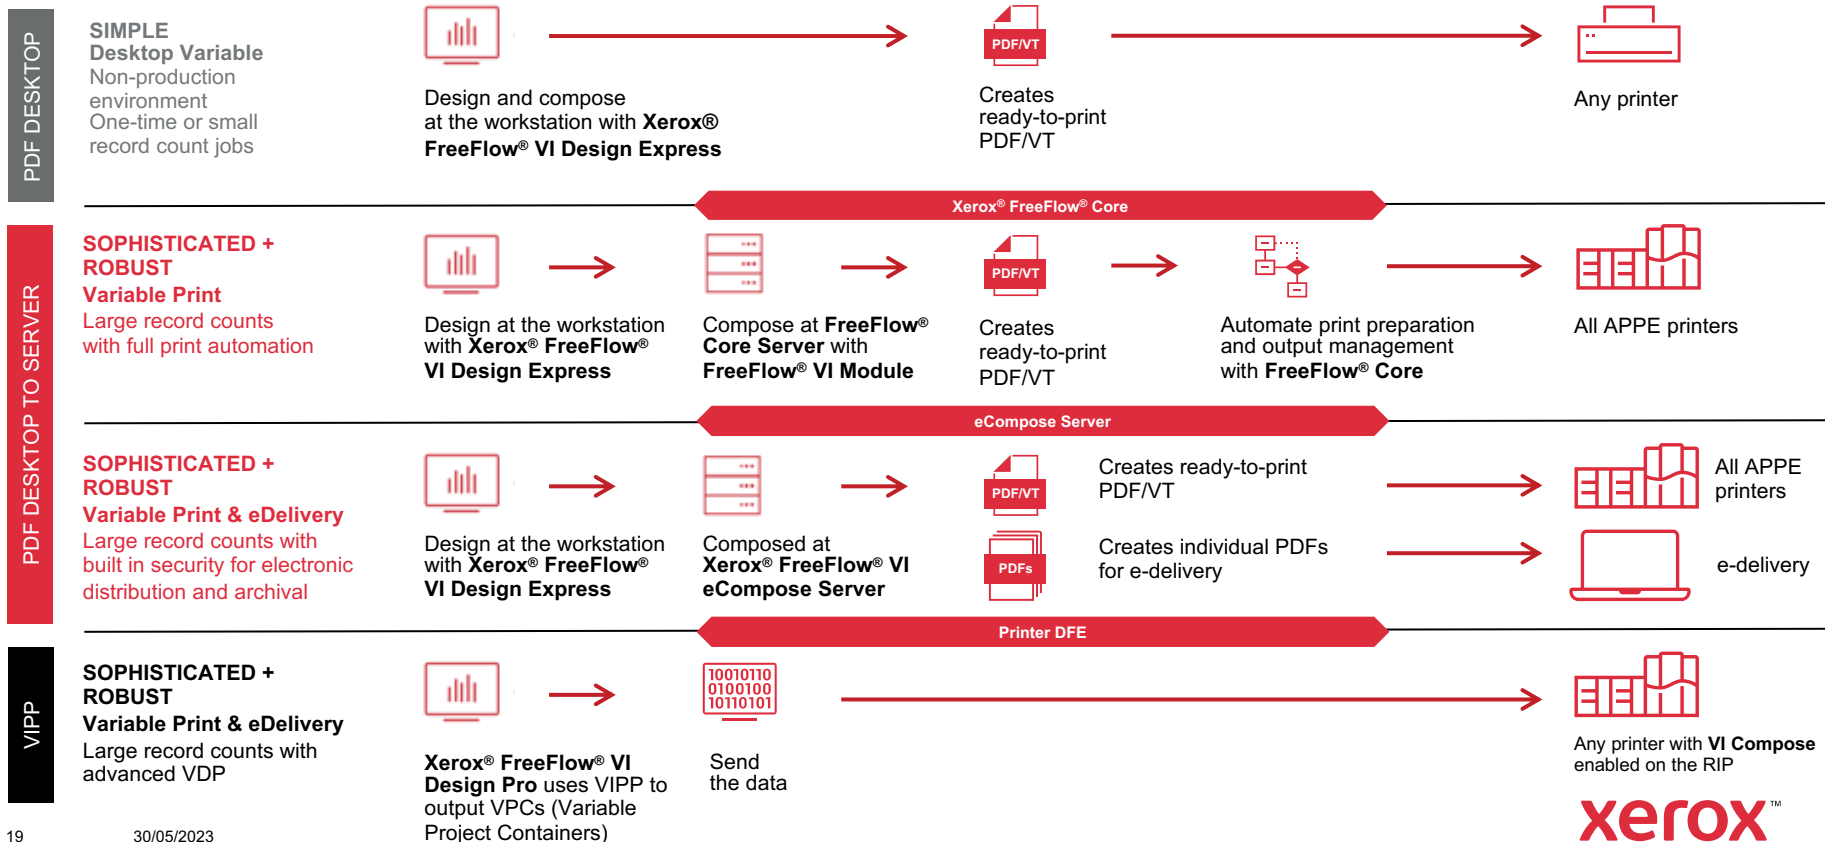 PDF DESKTOP
SIMPLE
Desktop Variable
Non-production
environment
One-time or small
record count jobs
Design and compose
at the workstation with Xerox®
FreeFlow® VI Design Express
PDF/VT
Creates
ready-to-print
PDF/VT
Any printer
Xerox® FreeFlow® Core
PDF DESKTOP TO SERVER
SOPHISTICATED +
ROBUST
Variable Print
Large record counts
with full print automation
Design at the workstation
with Xerox® FreeFlow®
VI Design Express
Compose at FreeFlow®
Core Server with
FreeFlow® VI Module
PDF/VT
Creates
ready-to-print
PDF/VT
Automate print preparation
and output management
with FreeFlow® Core
All APPE printers
eCompose Server
SOPHISTICATED +
ROBUST
Variable Print & eDelivery
Large record counts with
built in security for electronic
distribution and archival
Design at the workstation
with Xerox® FreeFlow®
VI Design Express
Composed at
Xerox® FreeFlow® VI
eCompose Server
PDF/VT
Creates ready-to-print
PDF/VT
All APPE
printers
PDFs
Creates individual PDFs
for e-delivery
e-delivery
Printer DFE
VIPP
SOPHISTICATED +
ROBUST
Variable Print & eDelivery
Large record counts with
advanced VDP
Xerox® FreeFlow® VI
Design Pro uses VIPP to
output VPCs (Variable
Project Containers)
10010110
0100100
10110101
Send
the data
Any printer with VI Compose
enabled on the RIP
xerox™
19
30/05/2023